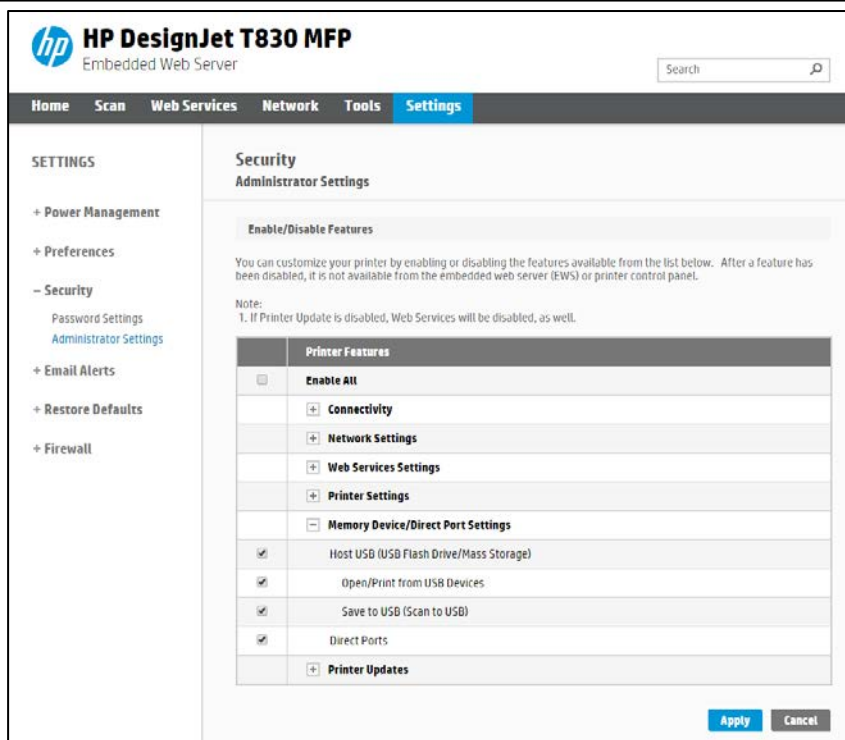 hp
HP DesignJet T830 MFP
Embedded Web Server
Search
Home Scan Web Services Network Tools Settings
SETTINGS
+ Power Management
+ Preferences
– Security
Password Settings
Administrator Settings
+ Email Alerts
+ Restore Defaults
+ Firewall
Security
Administrator Settings
Enable/Disable Features
You can customize your printer by enabling or disabling the features available from the list below. After a feature has
been disabled, it is not available from the embedded web server (EWS) or printer control panel.
Note:
1. If Printer Update is disabled, Web Services will be disabled, as well.
Printer Features
Enable All
+ Connectivity
+ Network Settings
+ Web Services Settings
+ Printer Settings
– Memory Device/Direct Port Settings
Host USB (USB Flash Drive/Mass Storage)
Open/Print from USB Devices
Save to USB (Scan to USB)
Direct Ports
+ Printer Updates
Apply Cancel